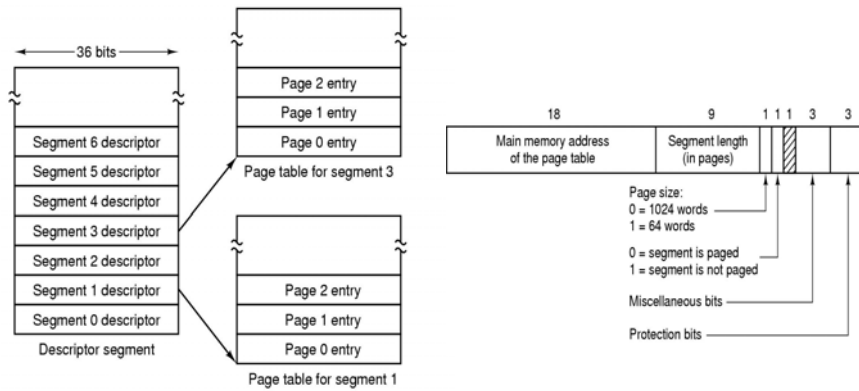 36 bits
Segment 6 descriptor
Segment 5 descriptor
Segment 4 descriptor
Segment 3 descriptor
Segment 2 descriptor
Segment 1 descriptor
Segment 0 descriptor
Descriptor segment
Page 2 entry
Page 1 entry
Page 0 entry
Page table for segment 3
Page 2 entry
Page 1 entry
Page 0 entry
Page table for segment 1
18 9 1 1 1 3 3
Main memory address
of the page table
Segment length
(in pages)
Page size:
0 = 1024 words
1 = 64 words
0 = segment is paged
1 = segment is not paged
Miscellaneous bits
Protection bits